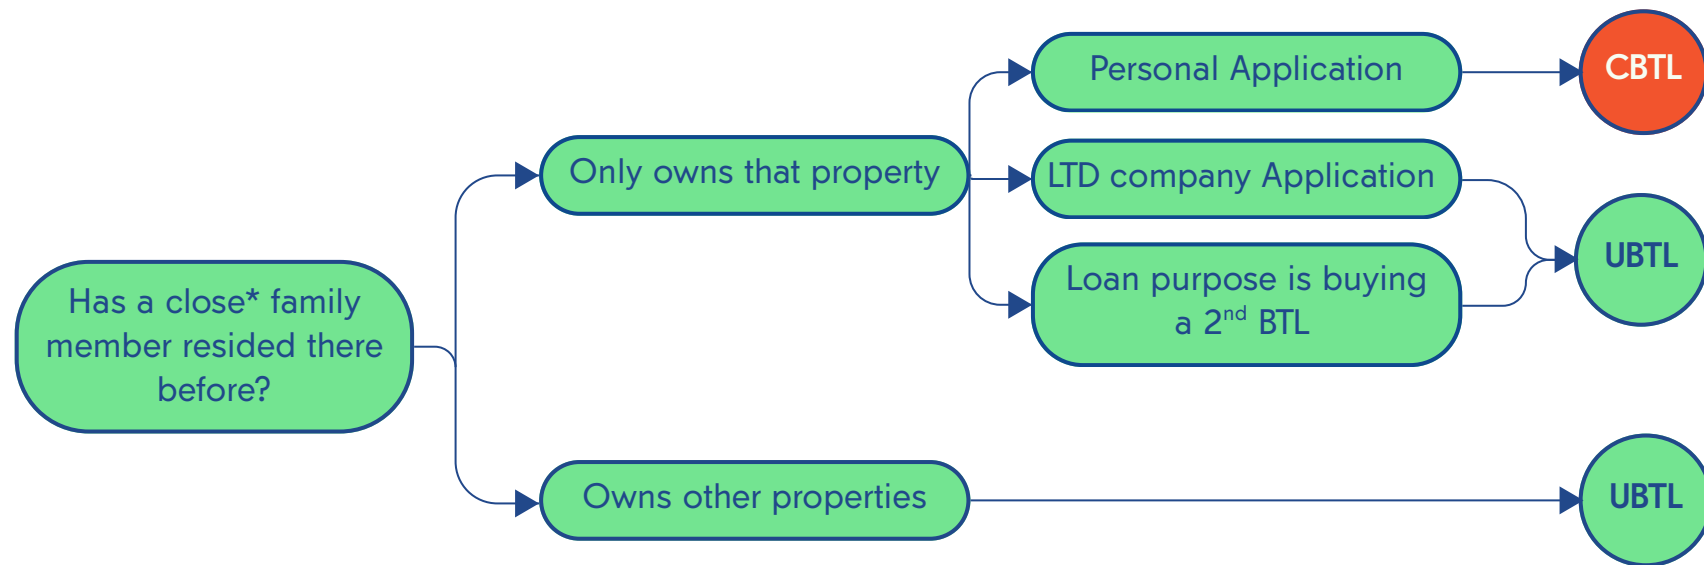 Has a close* family
member resided there
before?
Only owns that property
Personal Application
CBTL
LTD company Application
Loan purpose is buying
a 2nd BTL
UBTL
Owns other properties
UBTL